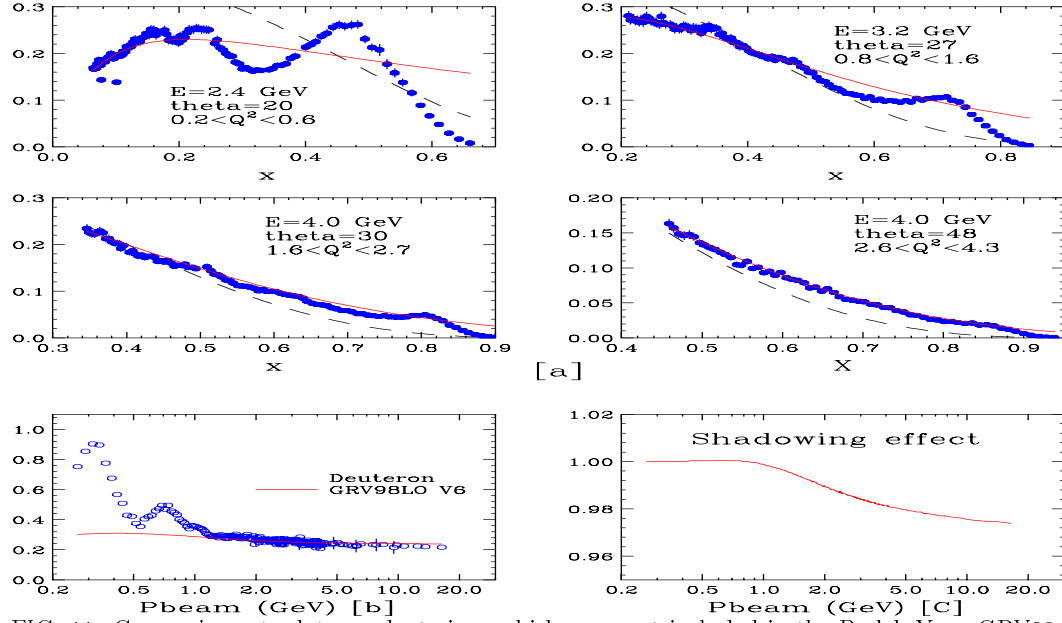 0.3
0.2
0.1
0.0
E=2.4 GeV
theta=20
0.2<Q²<0.6
0.0 0.2 0.4 0.6
x
0.3
0.2
0.1
0.0
E=3.2 GeV
theta=27
0.8<Q²<1.6
0.2 0.4 0.6 0.8
x
0.3
0.2
0.1
0.0
E=4.0 GeV
theta=30
1.6<Q²<2.7
0.3 0.4 0.5 0.6 0.7 0.8 0.9
x
0.20
0.15
0.10
0.05
0.00
E=4.0 GeV
theta=48
2.6<Q²<4.3
0.4 0.5 0.6 0.7 0.8 0.9
X
[a]
1.0
0.8
0.6
0.4
0.2
0.0
Deuteron
GRV98LO V6
0.2 0.5 1.0 2.0 5.0 10.0 20.0
Pbeam (GeV) [b]
1.02
1.00
0.98
0.96
Shadowing effect
0.2 0.5 1.0 2.0 5.0 10.0 20.0
Pbeam (GeV) [C]